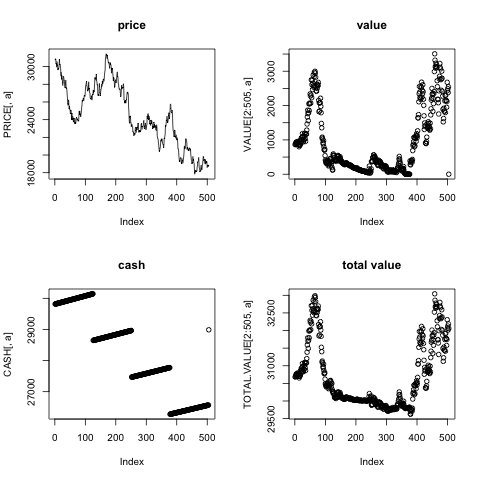 price
PRICE[, a]
30000
24000
18000
0 100 200 300 400 500
Index
value
VALUE[2:505, a]
3000
2000
1000
0
0 100 200 300 400 500
Index
cash
CASH[, a]
29000
27000
0 100 200 300 400 500
Index
total value
TOTAL.VALUE[2:505, a]
32500
31000
29500
0 100 200 300 400 500
Index